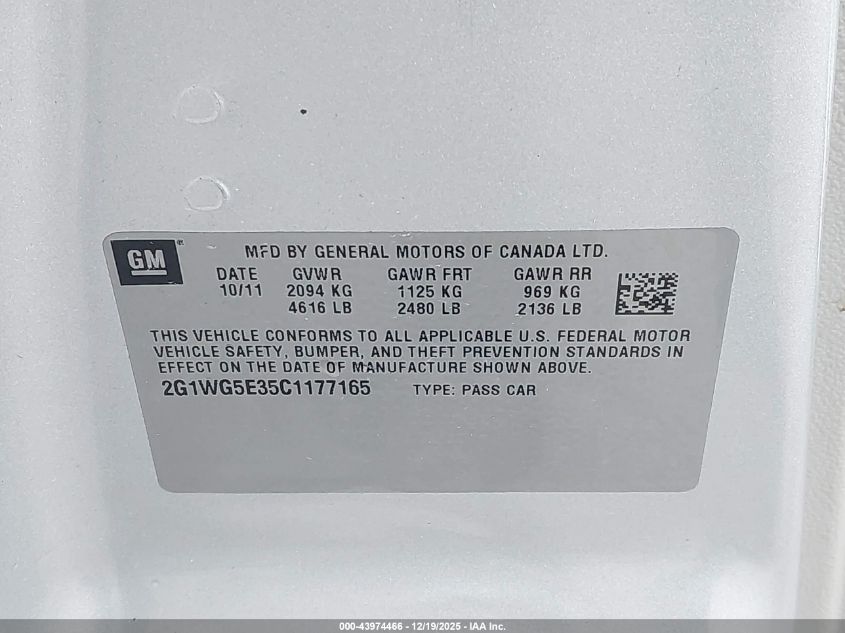 GM®
MFD BY GENERAL MOTORS OF CANADA LTD.
DATE GVWR GAWR FRT GAWR RR
10/11 2094 KG 1125 KG 969 KG
4616 LB 2480 LB 2136 LB
THIS VEHICLE CONFORMS TO ALL APPLICABLE U.S. FEDERAL MOTOR
VEHICLE SAFETY, BUMPER, AND THEFT PREVENTION STANDARDS IN
EFFECT ON THE DATE OF MANUFACTURE SHOWN ABOVE.
2G1WG5E35C1177165 TYPE: PASS CAR
000-43974466 - 12/19/2025 - IAA Inc.